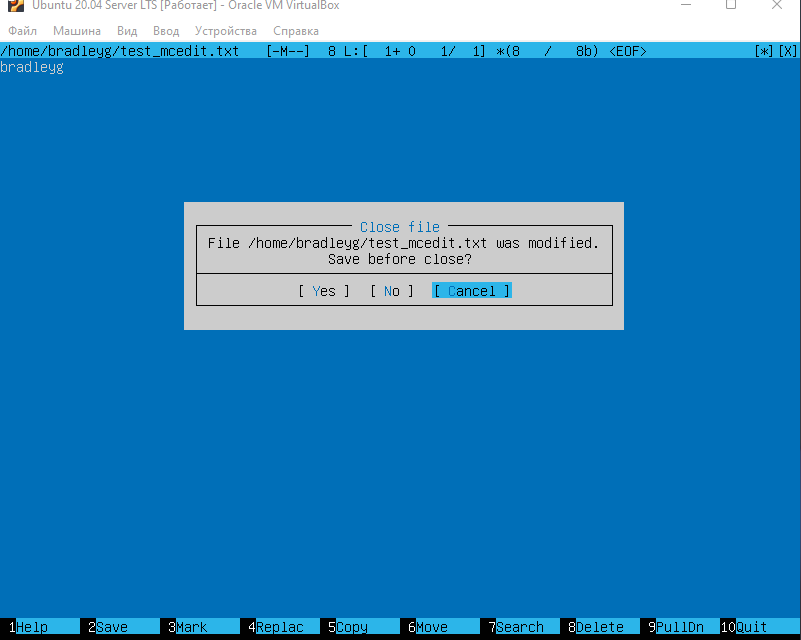 Ubuntu 20.04 Server LTS [Работает] - Oracle VM VirtualBox
Файл Машина Вид Ввод Устройства Справка
/home/bradleyg/test_mcedit.txt [-M--] 8 L:[ 1+ 0 1/ 1] *(8 / 8b) <EOF> [*][X]
bradleyg
Close file
File /home/bradleyg/test_mcedit.txt was modified.
Save before close?
[ Yes ] [ No ] [ Cancel ]
1Help 2Save 3Mark 4Replac 5Copy 6Move 7Search 8Delete 9PullDn 10Quit